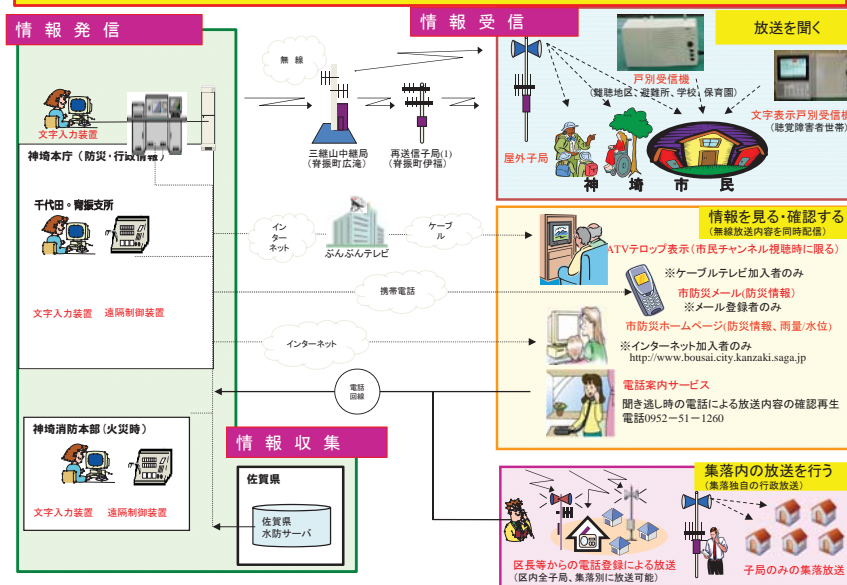 情報発信
文字入力装置
神埼本庁(防災・行政情報)
千代田・脊振支所
文字入力装置
遠隔制御装置
神埼消防本部(火災時)
文字入力装置
遠隔制御装置
情報収集
佐賀県
佐賀県
水防サーバ
無線
三継山中継局
(脊振町広滝)
再送信子局(1)
(脊振町伊福)
イン
ター
ネット
ぶんぶんテレビ
ケーブ
ル
携帯電話
インターネット
電話
回線
情報受信
放送を聞く
戸別受信機
(難聴地区、避難所、学校、保育園)
文字表示戸別受信機
(聴覚障害者世帯)
屋外子局
神埼市民
情報を見る・確認する
(無線放送内容を同時配信)
ATVテロップ表示(市民チャンネル視聴時に限る)
※ケーブルテレビ加入者のみ
市防災メール(防災情報)
※メール登録者のみ
市防災ホームページ(防災情報、雨量/水位)
※インターネット加入者のみ
http://www.bousai.city.kanzaki.saga.jp
電話案内サービス
聞き逃し時の電話による放送内容の確認再生
電話0952−51−1260
集落内の放送を行う
(集落独自の行政放送)
区長等からの電話登録による放送
(区内全子局、集落別に放送可能)
子局のみの集落放送